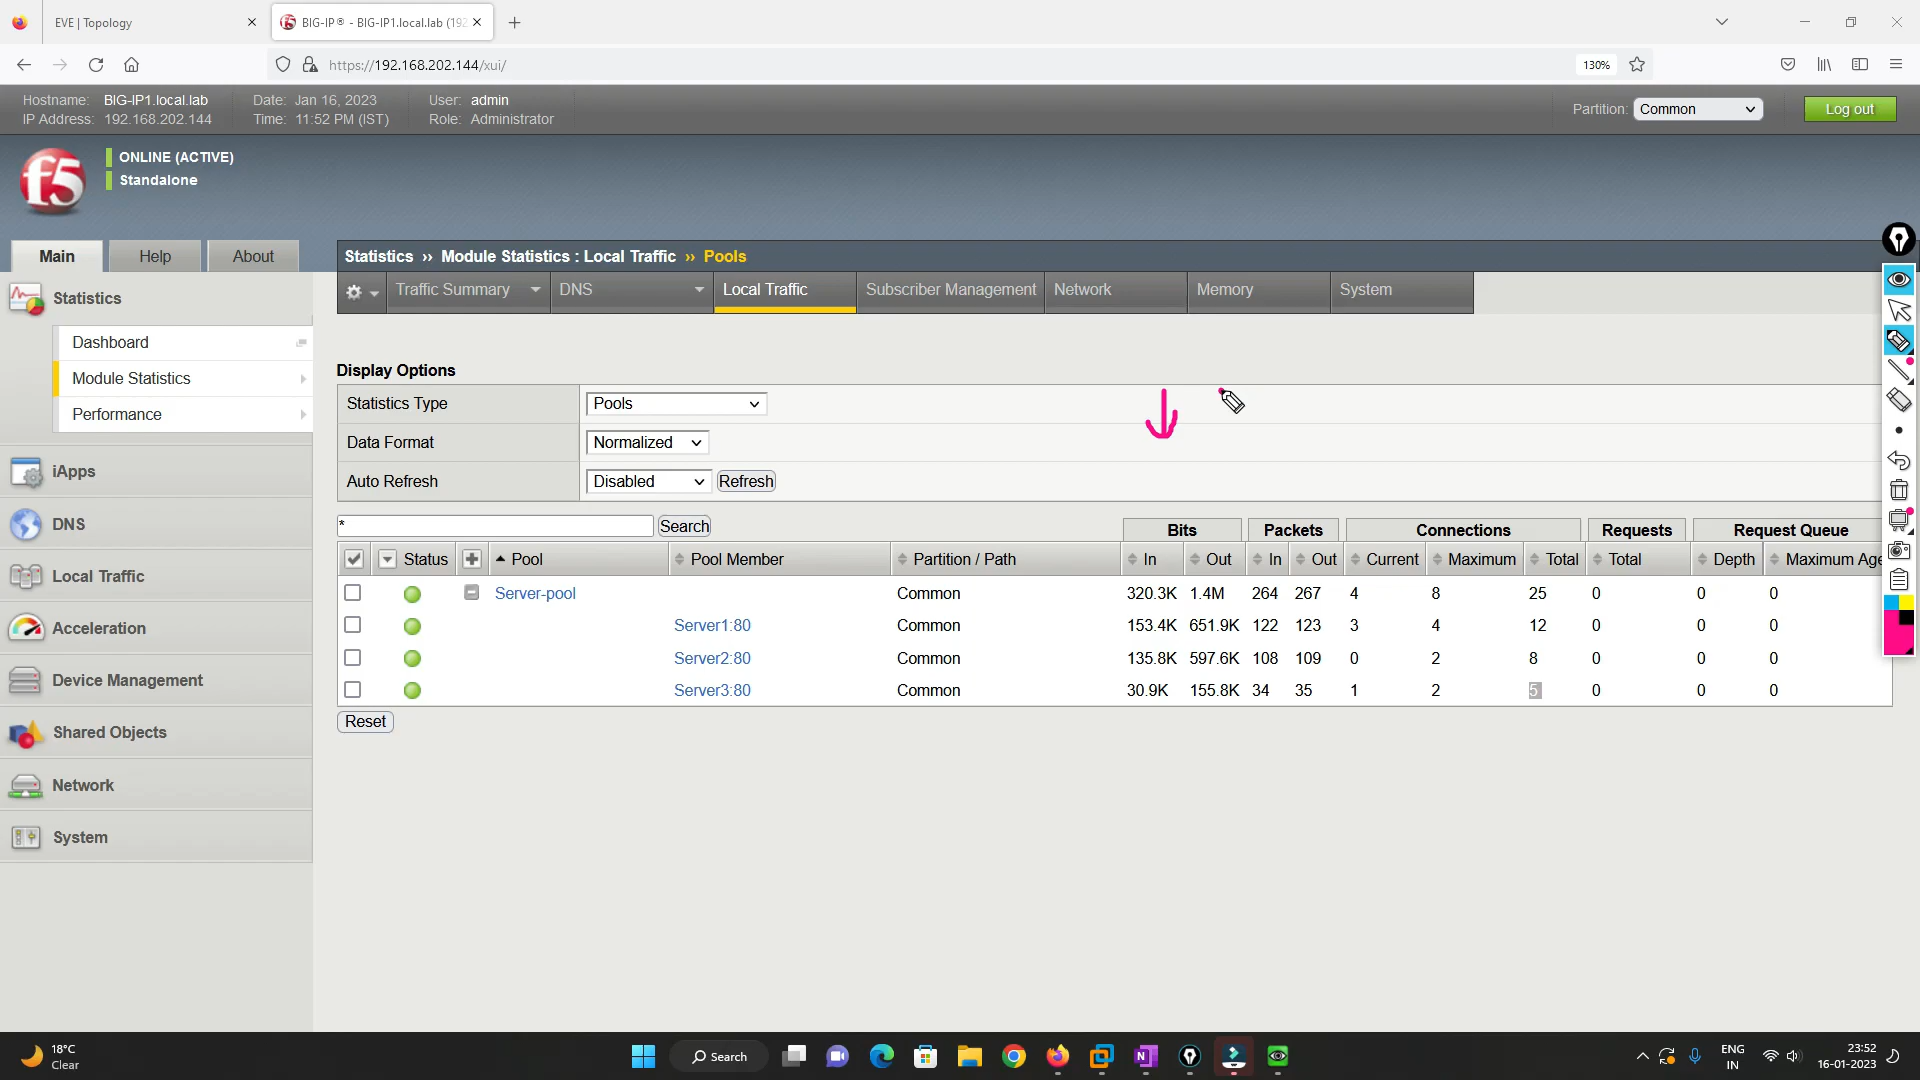 EVE | Topology
BIG-IP® - BIG-IP1.local.lab (192
https://192.168.202.144/xui/
130%
Hostname: BIG-IP1.local.lab
IP Address: 192.168.202.144
Date: Jan 16, 2023
Time: 11:52 PM (IST)
User: admin
Role: Administrator
Partition: Common
Log out
f5
ONLINE (ACTIVE)
Standalone
Main Help About
Statistics ›› Module Statistics : Local Traffic ›› Pools
Traffic Summary DNS Local Traffic Subscriber Management Network Memory System
Statistics
Dashboard
Module Statistics
Performance
iApps
DNS
Local Traffic
Acceleration
Device Management
Shared Objects
Network
System
Display Options
Statistics Type Pools
Data Format Normalized
Auto Refresh Disabled Refresh
* Search
Bits Packets Connections Requests Request Queue
Status Pool Pool Member Partition / Path In Out In Out Current Maximum Total Total Depth Maximum Age
Server-pool Common 320.3K 1.4M 264 267 4 8 25 0 0 0
Server1:80 Common 153.4K 651.9K 122 123 3 4 12 0 0 0
Server2:80 Common 135.8K 597.6K 108 109 0 2 8 0 0 0
Server3:80 Common 30.9K 155.8K 34 35 1 2 5 0 0 0
Reset
18°C
Clear
Search
ENG
IN
23:52
16-01-2023